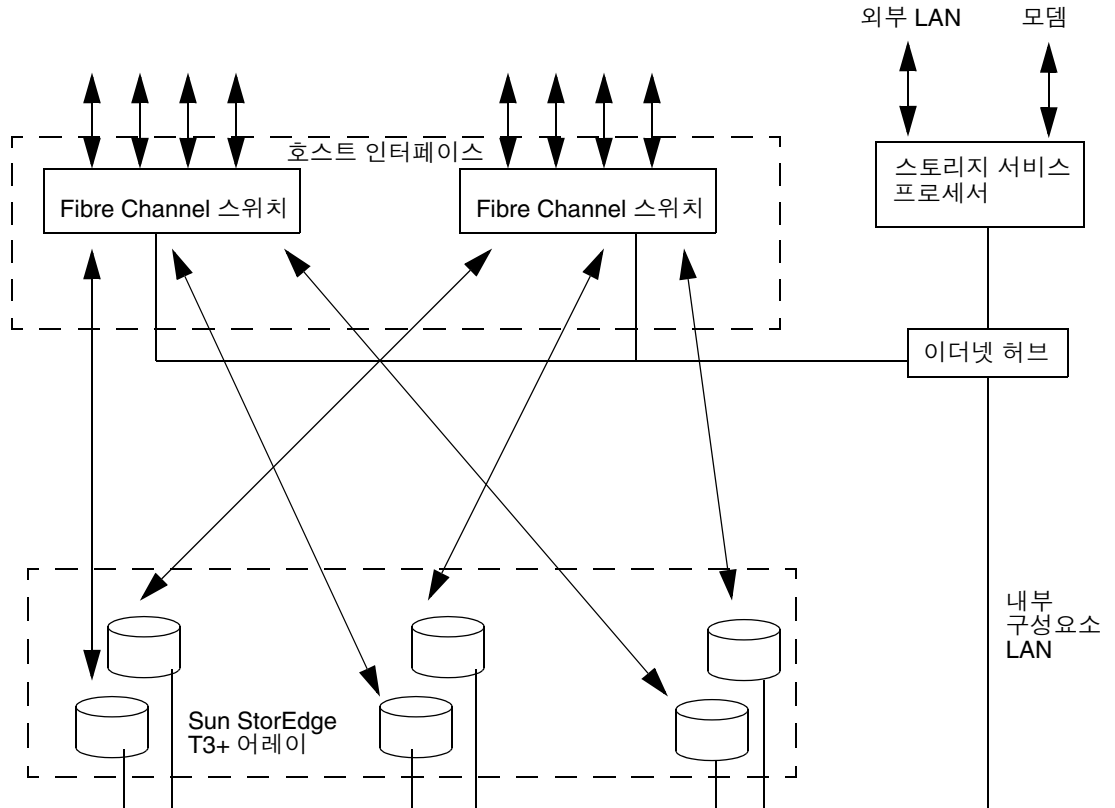 외부 LAN
모뎀
호스트 인터페이스
Fibre Channel 스위치
Fibre Channel 스위치
스토리지 서비스
프로세서
이더넷 허브
내부
구성요소
LAN
Sun StorEdge
T3+ 어레이